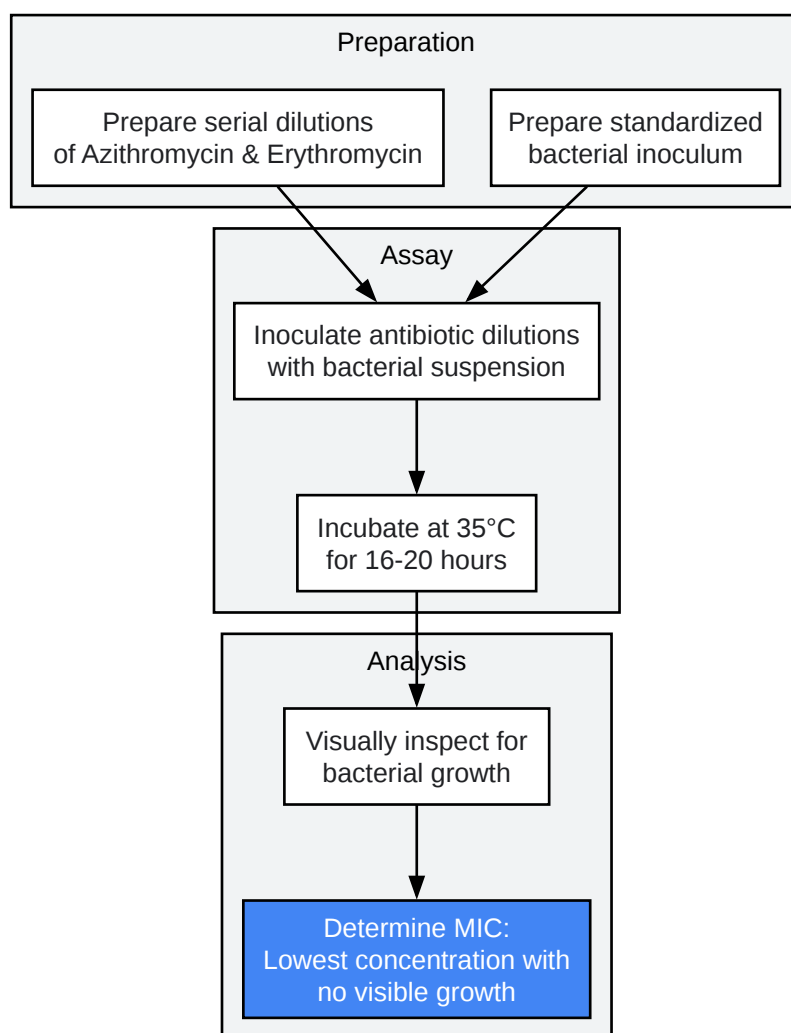 Preparation
Prepare serial dilutions
of Azithromycin & Erythromycin
Prepare standardized
bacterial inoculum
Assay
Inoculate antibiotic dilutions
with bacterial suspension
Incubate at 35°C
for 16-20 hours
Analysis
Visually inspect for
bacterial growth
Determine MIC:
Lowest concentration with
no visible growth